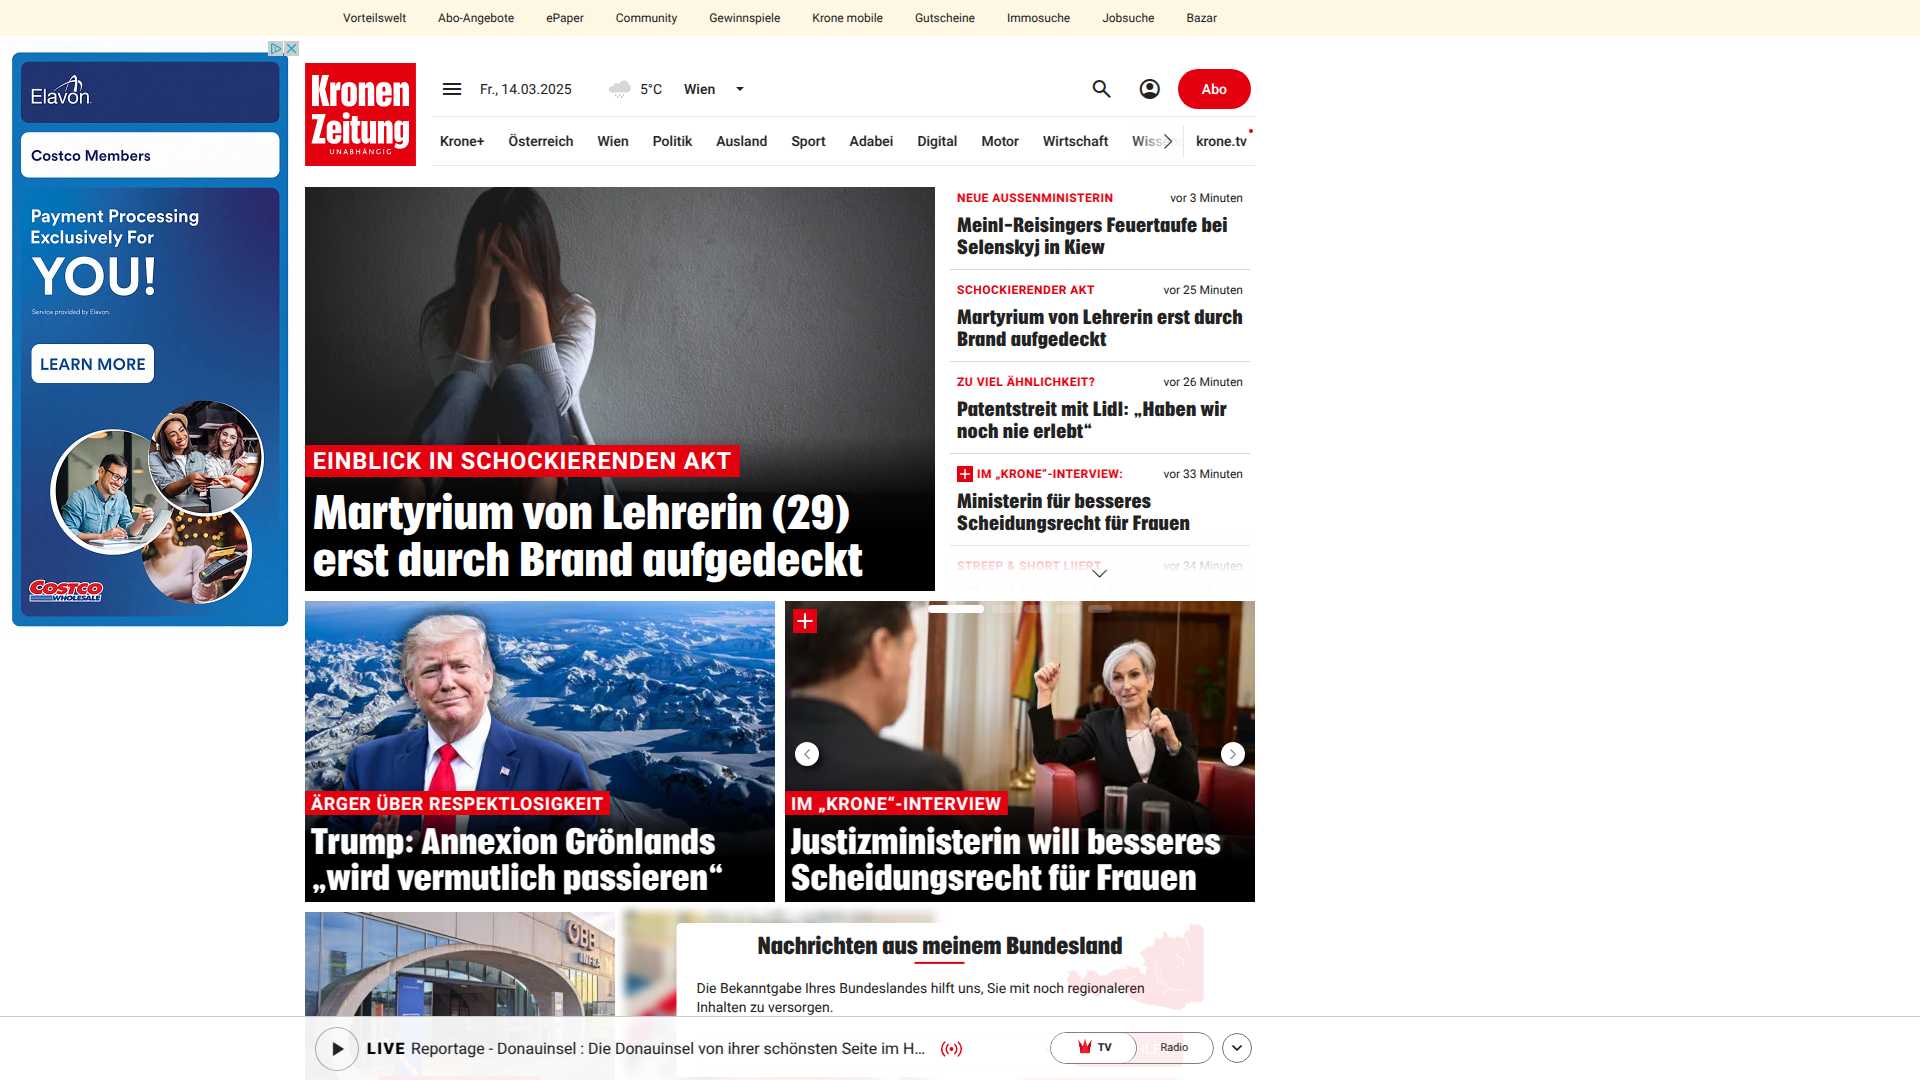 Vorteilswelt Abo-Angebote ePaper Community Gewinnspiele Krone mobile Gutscheine Immosuche Jobsuche Bazar
Elavon
Costco Members
Payment Processing
Exclusively For
YOU!
Service provided by Elavon.
LEARN MORE
COSTCO
WHOLESALE
Kronen
Zeitung
UNABHÄNGIG
Fr., 14.03.2025 5°C Wien
Abo
Krone+ Österreich Wien Politik Ausland Sport Adabei Digital Motor Wirtschaft krone.tv
EINBLICK IN SCHOCKIERENDEN AKT
Martyrium von Lehrerin (29)
erst durch Brand aufgedeckt
NEUE AUSSENMINISTERIN vor 3 Minuten
Meinl-Reisingers Feuertaufe bei
Selenskyj in Kiew
SCHOCKIERENDER AKT vor 25 Minuten
Martyrium von Lehrerin erst durch
Brand aufgedeckt
ZU VIEL ÄHNLICHKEIT? vor 26 Minuten
Patentstreit mit Lidl: „Haben wir
noch nie erlebt“
IM „KRONE“-INTERVIEW: vor 33 Minuten
Ministerin für besseres
Scheidungsrecht für Frauen
STREEP & SHORT LIIERT vor 34 Minuten
ÄRGER ÜBER RESPEKTLOSIGKEIT
Trump: Annexion Grönlands
„wird vermutlich passieren“
IM „KRONE“-INTERVIEW
Justizministerin will besseres
Scheidungsrecht für Frauen
ÖBB
INFRA
Nachrichten aus meinem Bundesland
Die Bekanntgabe Ihres Bundeslandes hilft uns, Sie mit noch regionaleren
Inhalten zu versorgen.
LIVE Reportage - Donauinsel : Die Donauinsel von ihrer schönsten Seite im H...
TV Radio